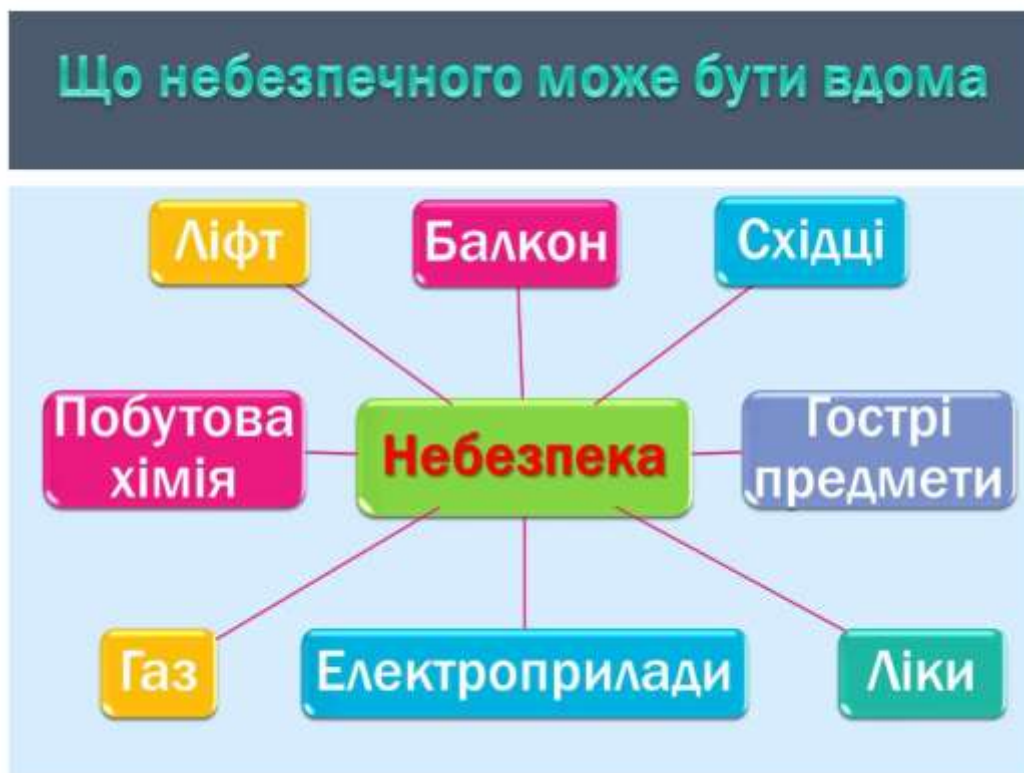 Що небезпечного може бути вдома
Ліфт
Балкон
Східці
Побутова
хімія
Небезпека
Гострі
предмети
Газ
Електроприлади
Ліки